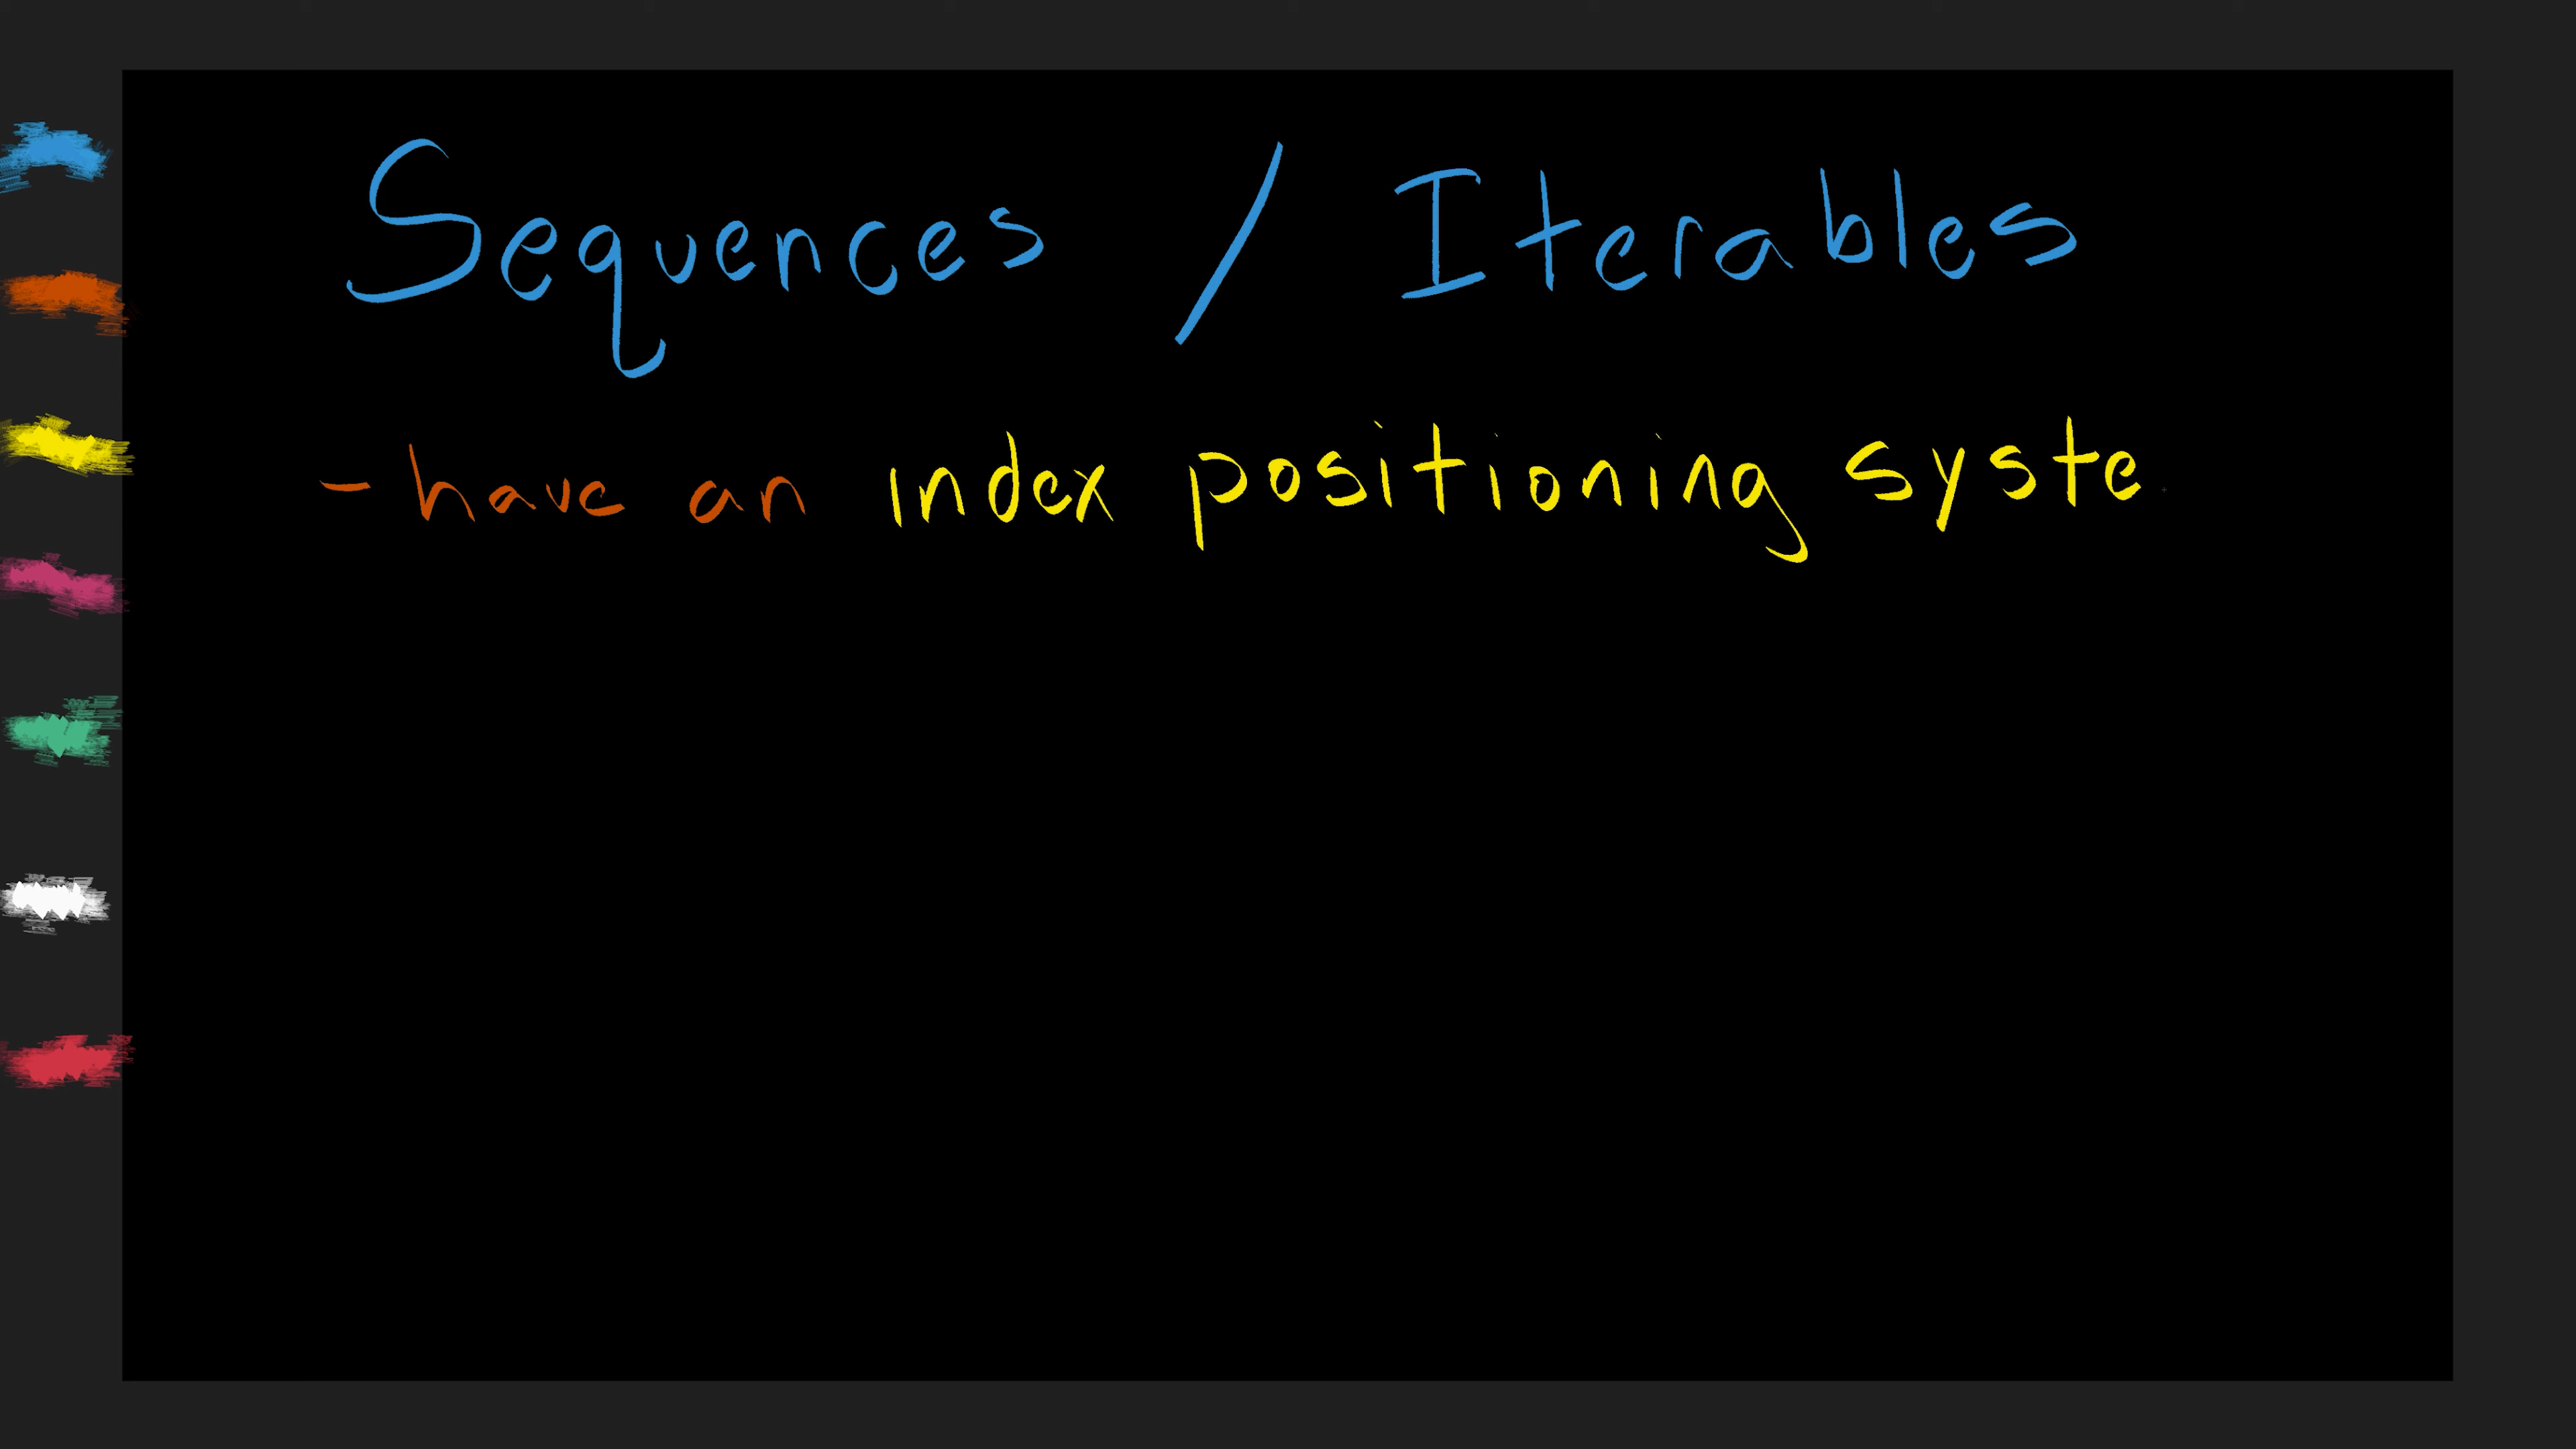 Sequences / Iterables
- have an index positioning syste